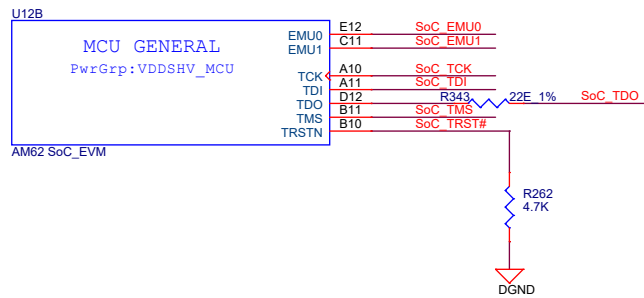 U12B
MCU GENERAL
PwrGrp:VDDSHV_MCU
EMU0 E12 SoC_EMU0
EMU1 C11 SoC_EMU1
TCK A10 SoC_TCK
TDI A11 SoC_TDI
TDO D12 R343 22E_1% SoC_TDO
TMS B11 SoC_TMS
TRSTN B10 SoC_TRST#
AM62 SoC_EVM
R262
4.7K
DGND